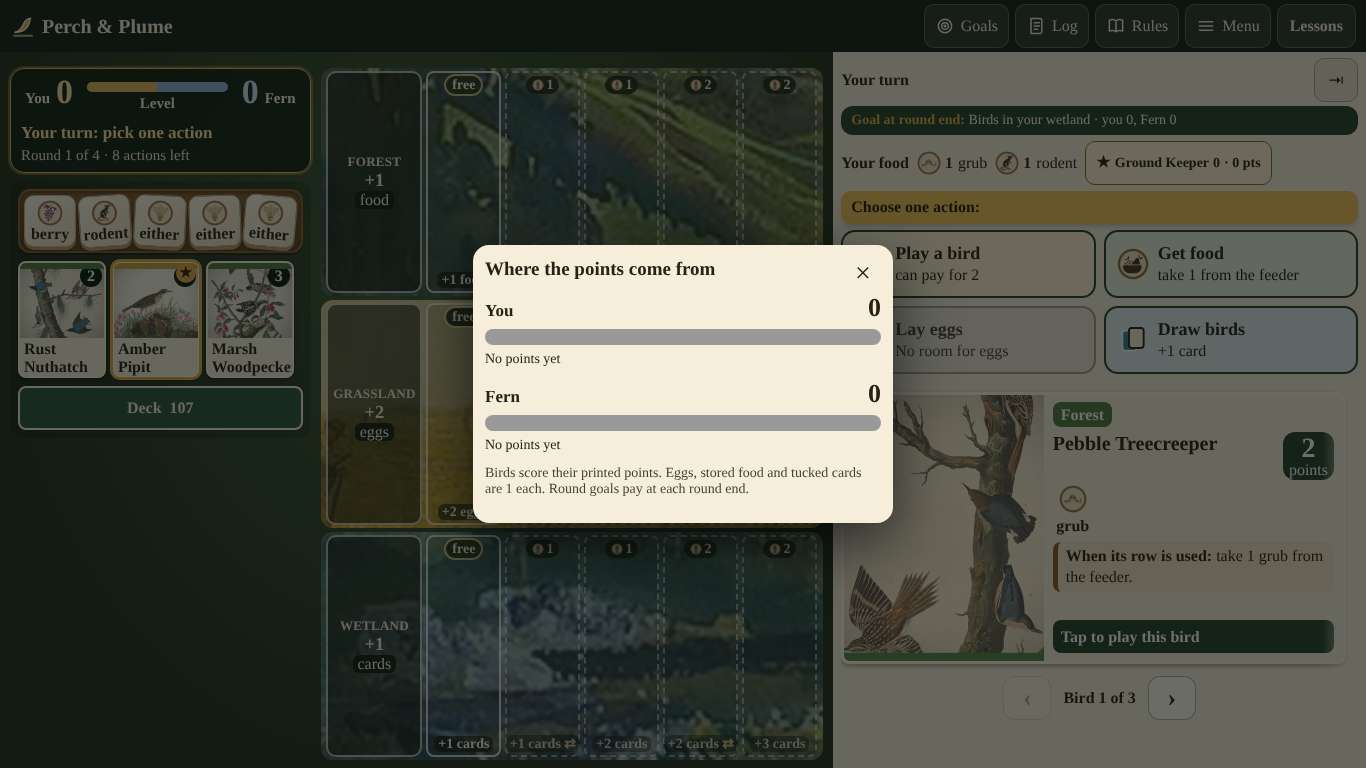 Perch & Plume
Goals
Log
Rules
Menu
Lessons
You 0
Level
0 Fern
Your turn: pick one action
Round 1 of 4 · 8 actions left
berry
rodent
either
either
either
2
Rust
Nuthatch
Amber
Pipit
3
Marsh
Woodpecke
Deck 107
FOREST
+1
food
free
1
1
2
2
GRASSLAND
+2
eggs
WETLAND
+1
cards
free
1
1
2
2
+1 cards
+1 cards
+2 cards
+2 cards
+3 cards
Where the points come from
You 0
No points yet
Fern 0
No points yet
Birds score their printed points. Eggs, stored food and tucked cards
are 1 each. Round goals pay at each round end.
Your turn
Goal at round end: Birds in your wetland · you 0, Fern 0
Your food 1 grub 1 rodent ★ Ground Keeper 0 · 0 pts
Choose one action:
Play a bird
can pay for 2
Get food
take 1 from the feeder
Lay eggs
No room for eggs
Draw birds
+1 card
Forest
Pebble Treecreeper
2
points
grub
When its row is used: take 1 grub from
the feeder.
Tap to play this bird
Bird 1 of 3